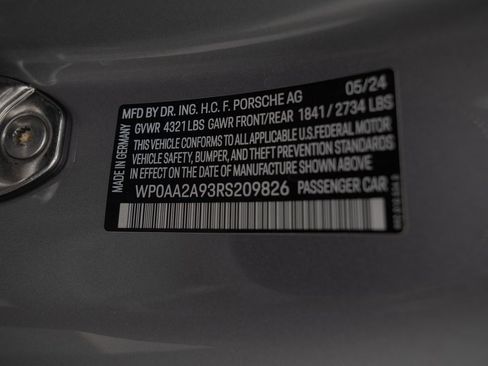 MFD BY DR. ING. H.C. F. PORSCHE AG 05/24
GVWR 4321 LBS GAWR FRONT/REAR 1841 / 2734 LBS
THIS VEHICLE CONFORMS TO ALL APPLICABLE U.S. FEDERAL MOTOR
VEHICLE SAFETY, BUMPER, AND THEFT PREVENTION STANDARDS
IN EFFECT ON THE DATE OF MANUFACTURE SHOWN ABOVE.
WP0AA2A93RS209826 PASSENGER CAR
MADE IN GERMANY